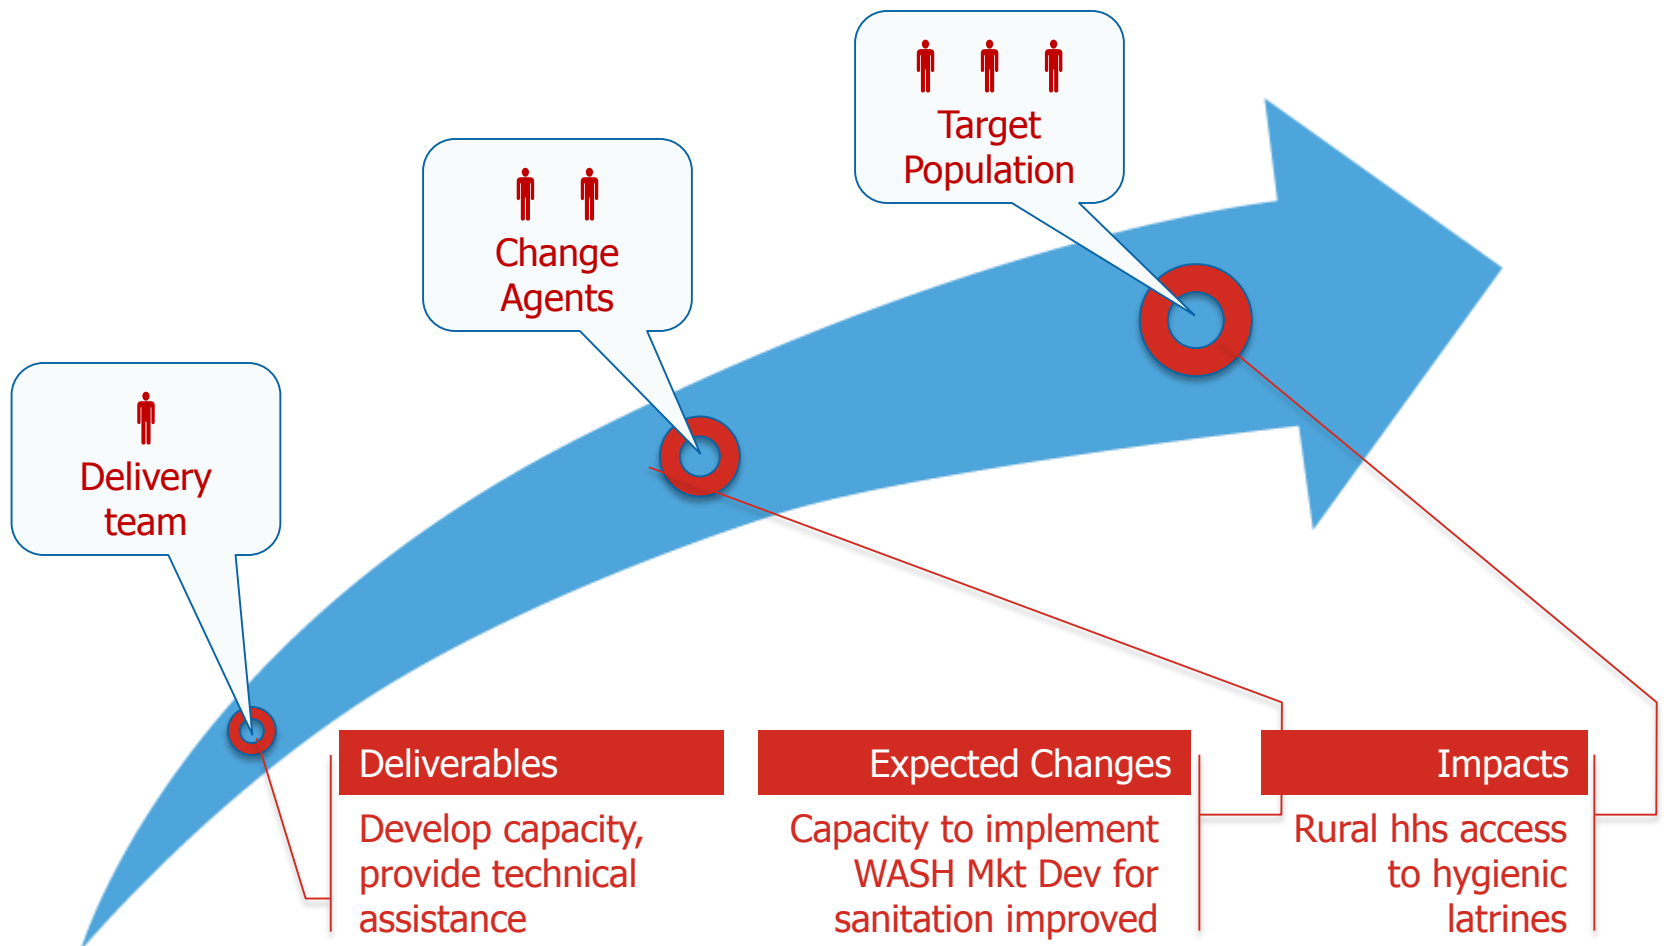 Target
Population
Change
Agents
Delivery
team
Deliverables
Develop capacity,
provide technical
assistance
Expected Changes
Capacity to implement
WASH Mkt Dev for
sanitation improved
Impacts
Rural hhs access
to hygienic
latrines